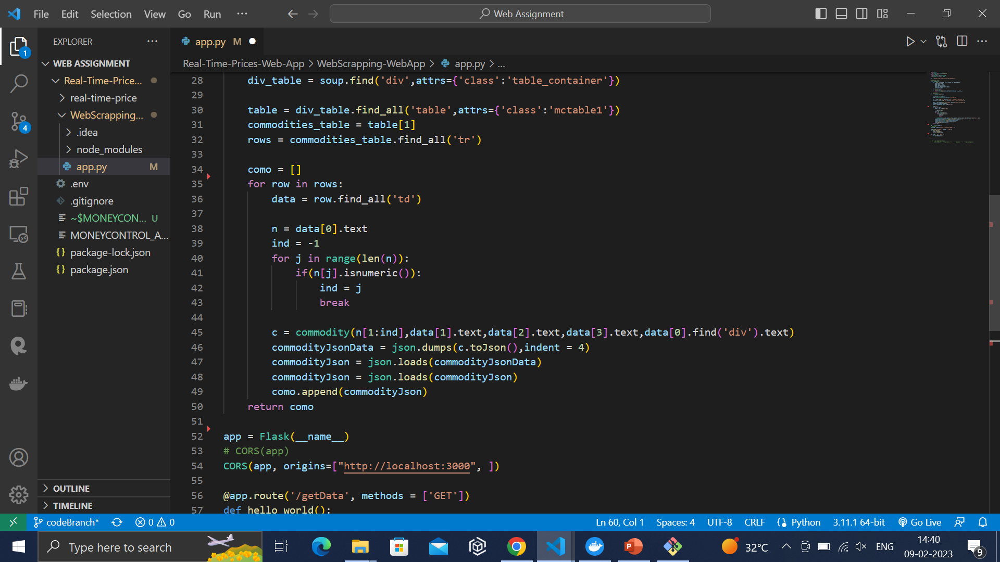 File Edit Selection View Go Run ···
Web Assignment
EXPLORER
app.py M
1
WEB ASSIGNMENT
Real-Time-Prices-Web-App > WebScrapping-WebApp > app.py > ...
Real-Time-Price...
real-time-price
WebScrapping...
.idea
node_modules
app.py M
.env
.gitignore
~$MONEYCON... U
MONEYCONTROL_A...
package-lock.json
package.json
4
OUTLINE
TIMELINE
28 div_table = soup.find('div',attrs={'class':'table_container'})
29
30 table = div_table.find_all('table',attrs={'class':'mctable1'})
31 commodities_table = table[1]
32 rows = commodities_table.find_all('tr')
33
34 como = []
35 for row in rows:
36 data = row.find_all('td')
37
38 n = data[0].text
39 ind = -1
40 for j in range(len(n)):
41 if(n[j].isnumeric()):
42 ind = j
43 break
44
45 c = commodity(n[1:ind],data[1].text,data[2].text,data[3].text,data[0].find('div').text)
46 commodityJsonData = json.dumps(c.toJson(),indent = 4)
47 commodityJson = json.loads(commodityJsonData)
48 commodityJson = json.loads(commodityJson)
49 como.append(commodityJson)
50 return como
51
52 app = Flask(__name__)
53 # CORS(app)
54 CORS(app, origins=["http://localhost:3000", ])
55
56 @app.route('/getData', methods = ['GET'])
57 def hello_world():
codeBranch* 0 0 Ln 60, Col 1 Spaces: 4 UTF-8 CRLF Python 3.11.1 64-bit Go Live
Type here to search
P
32°C ENG
14:40
09-02-2023
9